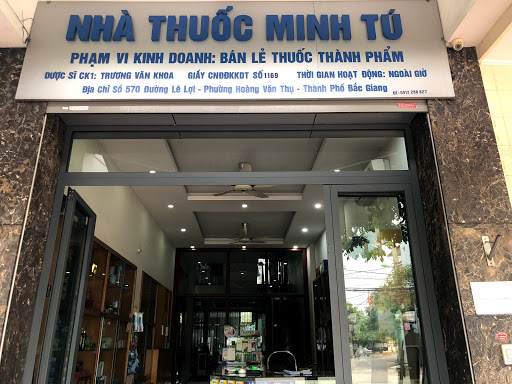 NHÀ THUỐC MINH TÚ
PHẠM VI KINH DOANH: BÁN LẺ THUỐC THÀNH PHẨM
DƯỢC SĨ CK1: TRƯƠNG VĂN KHOA GIẤY CNĐĐKKDT SỐ 1169 THỜI GIAN HOẠT ĐỘNG: NGOÀI GIỜ
Địa Chỉ Số 570 Đường Lê Lợi - Phường Hoàng Văn Thụ - Thành Phố Bắc Giang